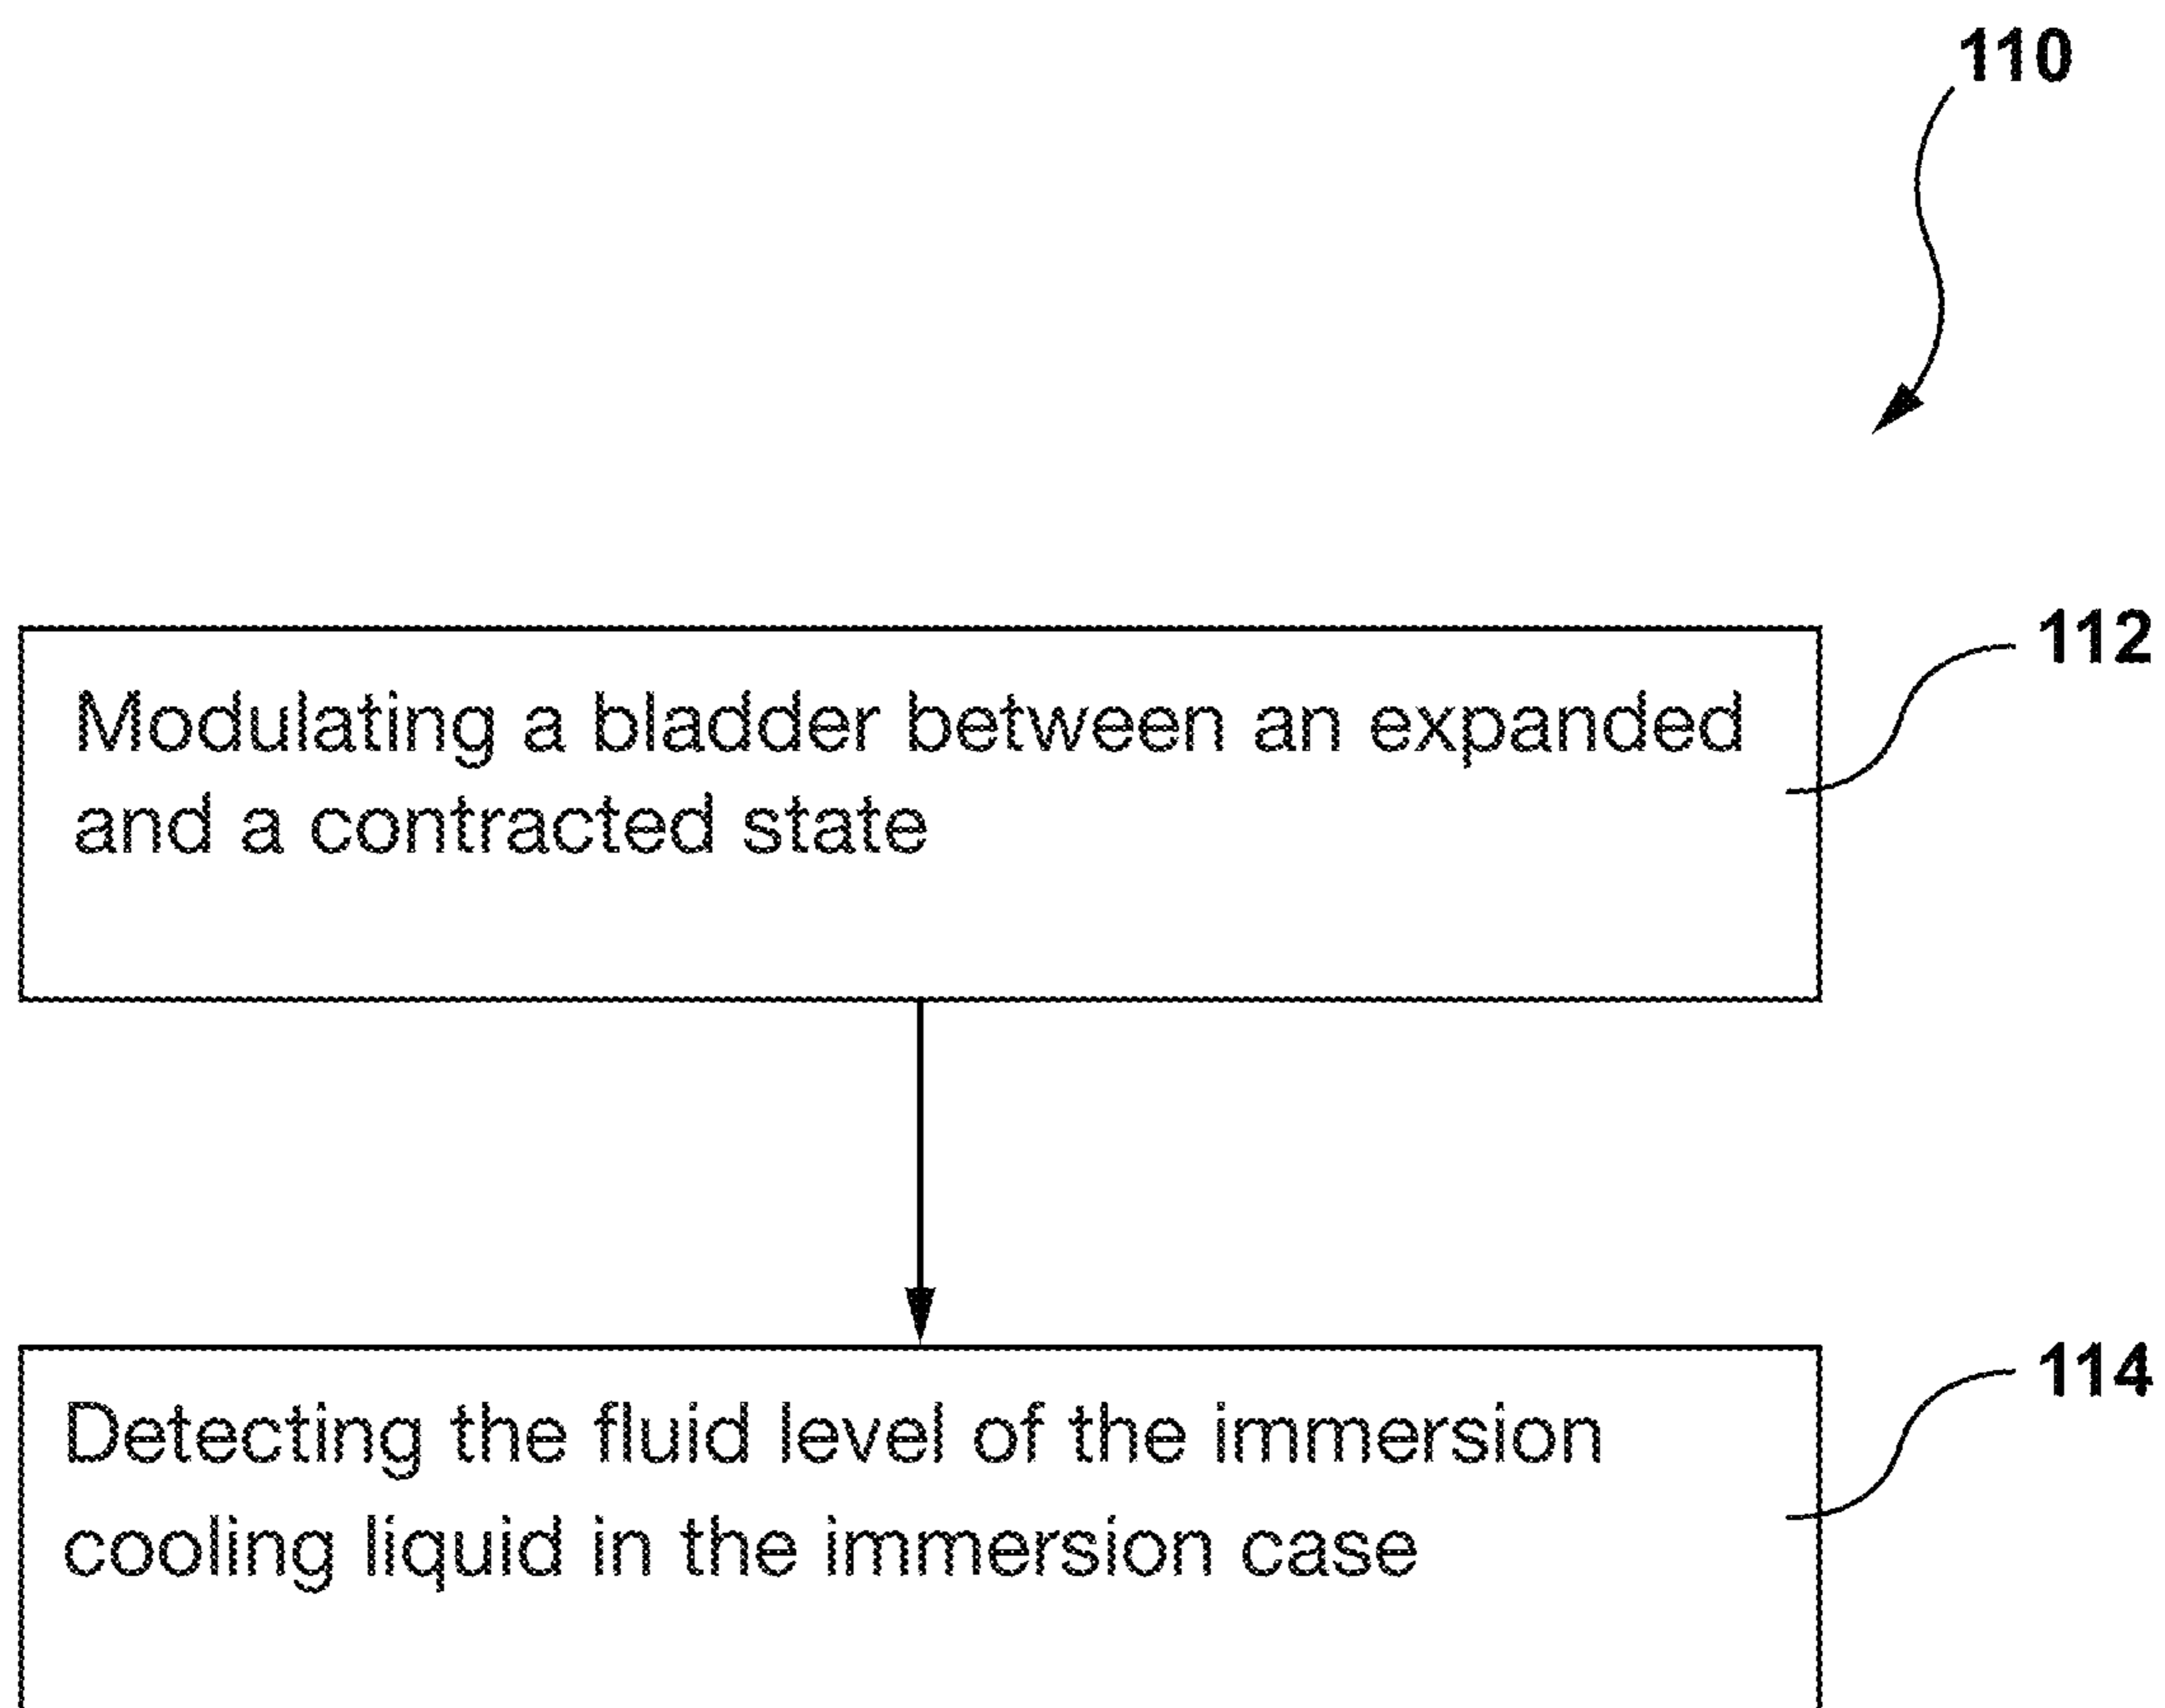 110
112
Modulating a bladder between an expanded
and a contracted state
114
Detecting the fluid level of the immersion
cooling liquid in the immersion case